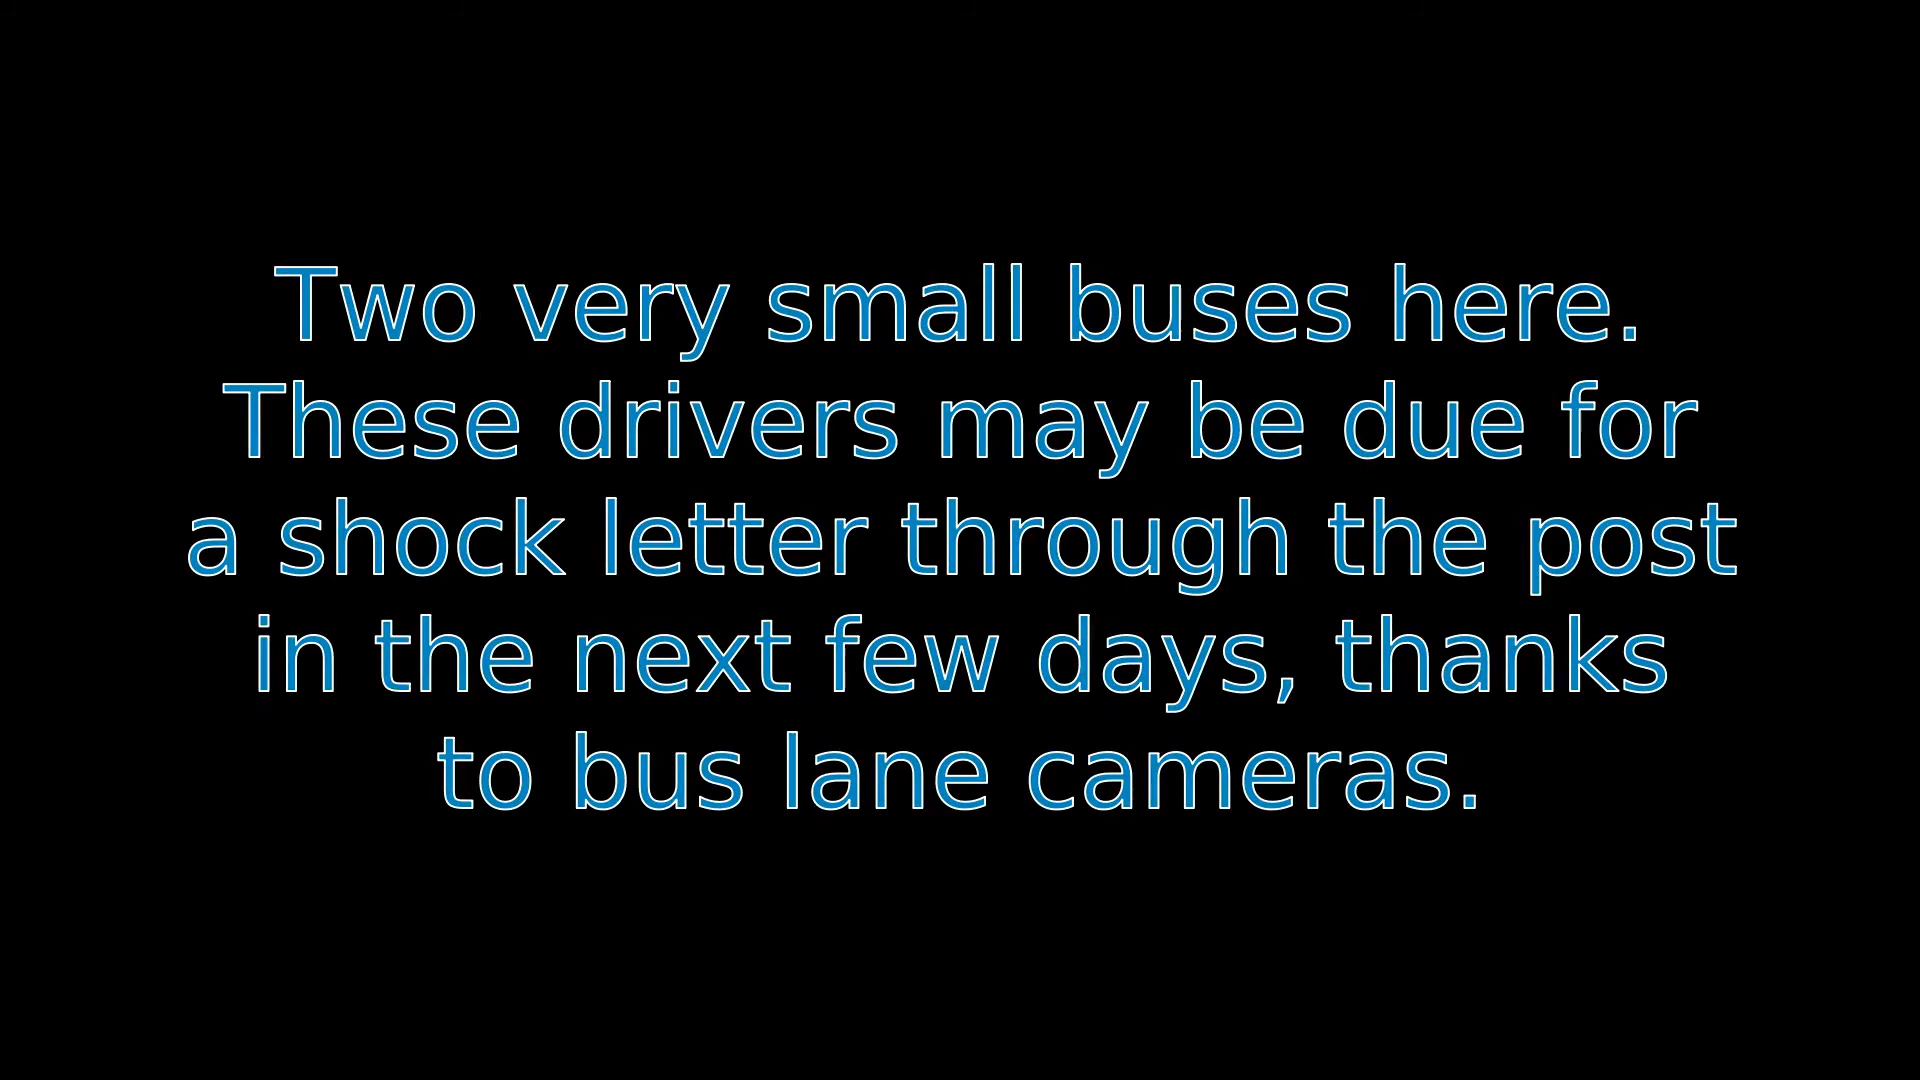 Two very small buses here.
These drivers may be due for
a shock letter through the post
in the next few days, thanks
to bus lane cameras.